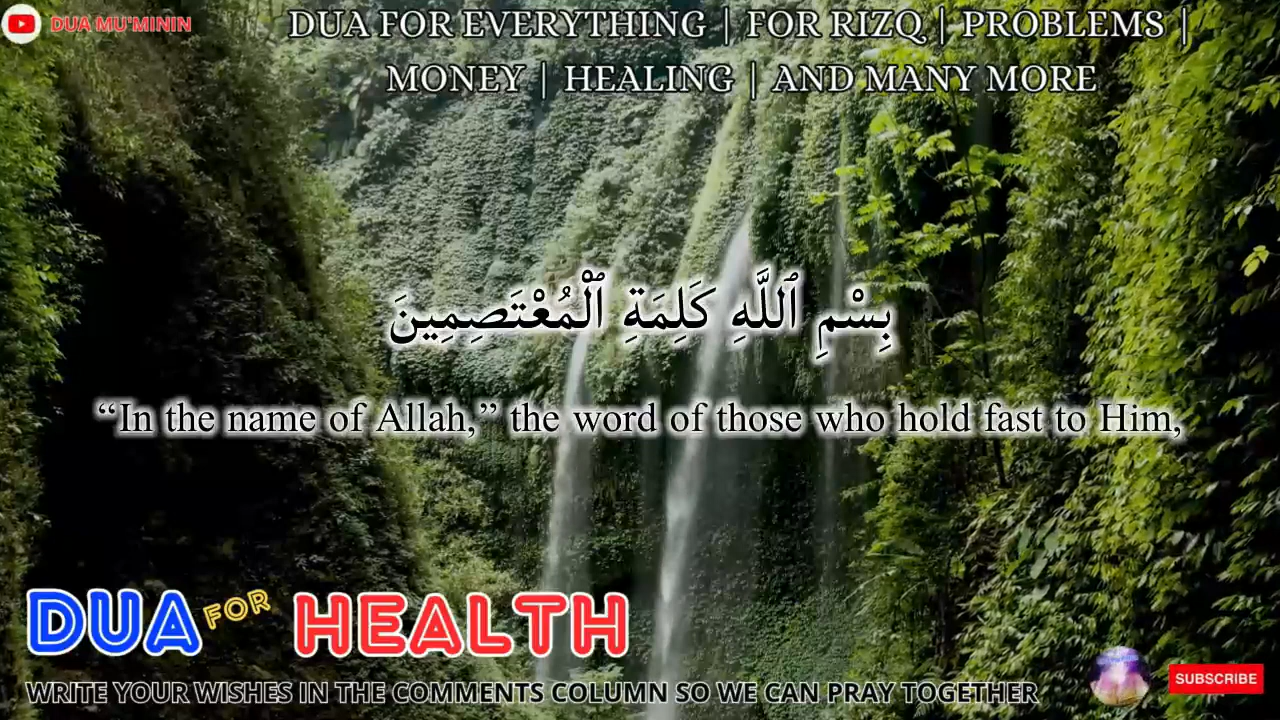 DUA MU'MININ
DUA FOR EVERYTHING | FOR RIZQ | PROBLEMS |
MONEY | HEALING | AND MANY MORE
بِسْمِ ٱللَّهِ كَلِمَةِ ٱلْمُعْتَصِمِينَ
“In the name of Allah,” the word of those who hold fast to Him,
DUA FOR HEALTH
WRITE YOUR WISHES IN THE COMMENTS COLUMN SO WE CAN PRAY TOGETHER
SUBSCRIBE